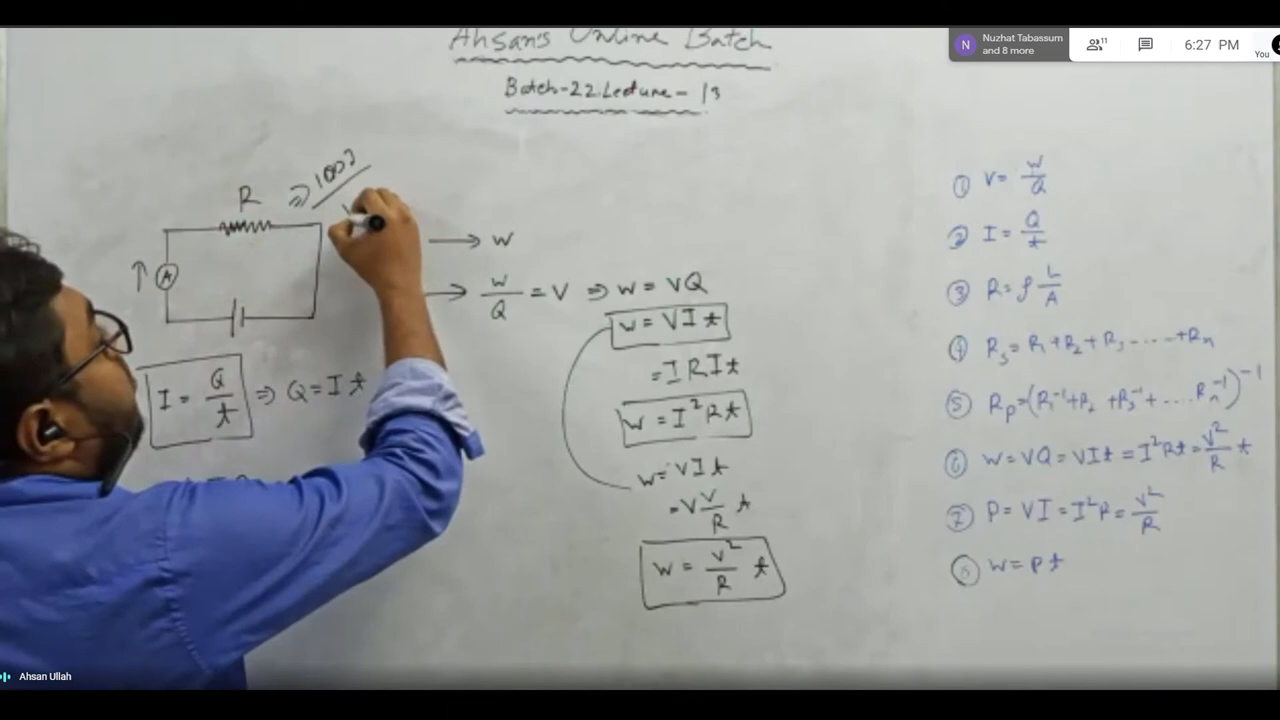 Ahsan's Online Batch
Batch-22. Lecture - 13
Nuzhat Tabassum
and 8 more
11
6:27 PM
You
R
⇒ 100J
A
→ W
→ W/Q = V ⇒ W = VQ
W = VIt
= IRIt
W = I²Rt
W = VIt
= V V/R t
W = V²/R t
I = Q/t ⇒ Q = It
① V = W/Q
② I = Q/t
③ R = ρ L/A
④ Rs = R1 + R2 + R3 ----- + Rn
⑤ Rp = (R1⁻¹ + R2 + R3⁻¹ + .... Rn⁻¹)⁻¹
⑥ W = VQ = VIt = I²Rt = V²/R t
⑦ P = VI = I²R = V²/R
⑧ W = Pt
Ahsan Ullah